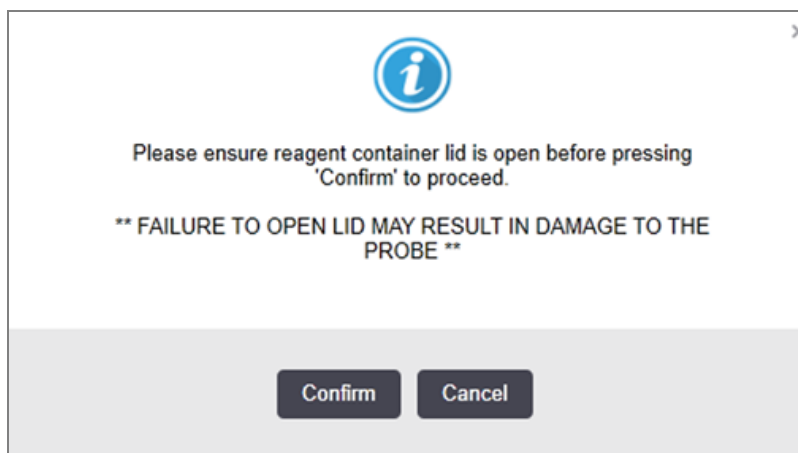 Please ensure reagent container lid is open before pressing
'Confirm' to proceed.
** FAILURE TO OPEN LID MAY RESULT IN DAMAGE TO THE
PROBE **
Confirm Cancel